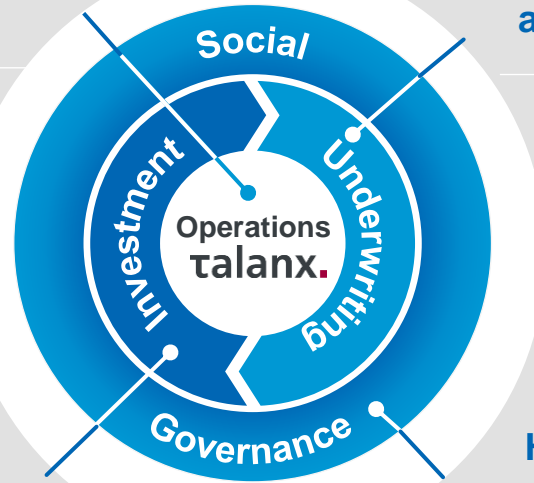 a
Social
Investment
Underwriting
Operations
talanx.
Governance